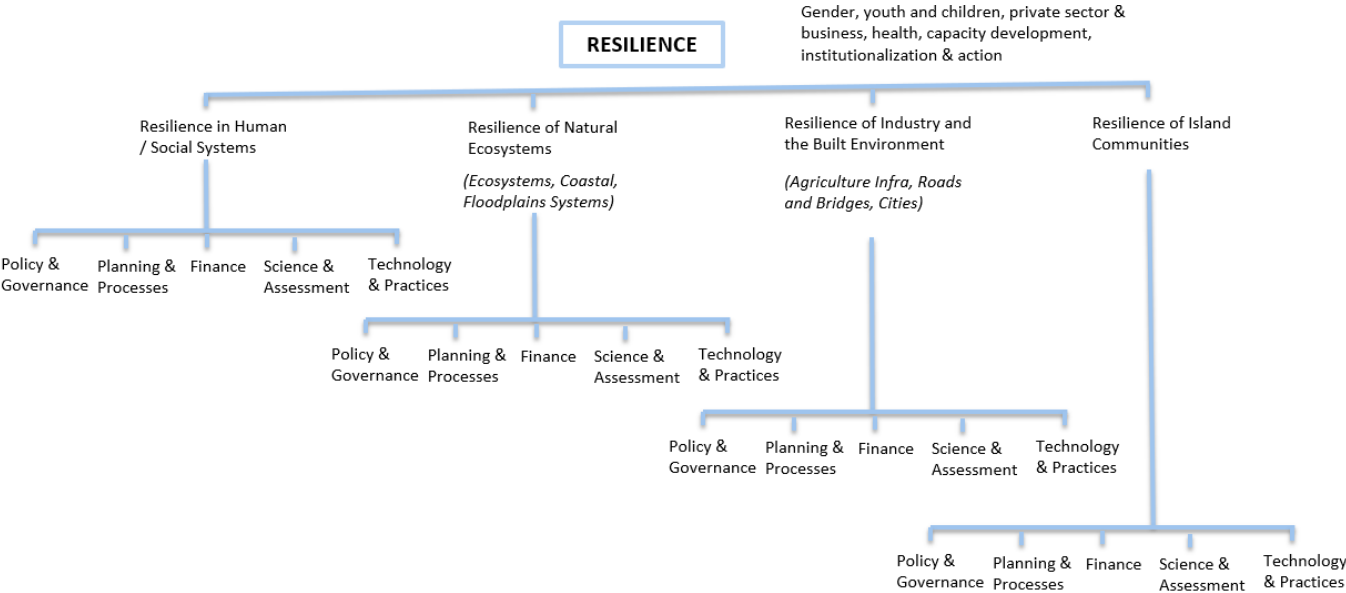 Gender, youth and children, private sector &
business, health, capacity development,
institutionalization & action
RESILIENCE
Resilience in Human
/ Social Systems
Resilience of Natural
Ecosystems
(Ecosystems, Coastal,
Floodplains Systems)
Resilience of Industry and
the Built Environment
(Agriculture Infra, Roads
and Bridges, Cities)
Resilience of Island
Communities
Policy &
Governance
Planning &
Processes
Finance
Science &
Assessment
Technology
& Practices
Policy &
Governance
Planning &
Processes
Finance
Science &
Assessment
Technology
& Practices
Policy &
Governance
Planning &
Processes
Finance
Science &
Assessment
Technology
& Practices
Policy &
Governance
Planning &
Processes
Finance
Science &
Assessment
Technology
& Practices